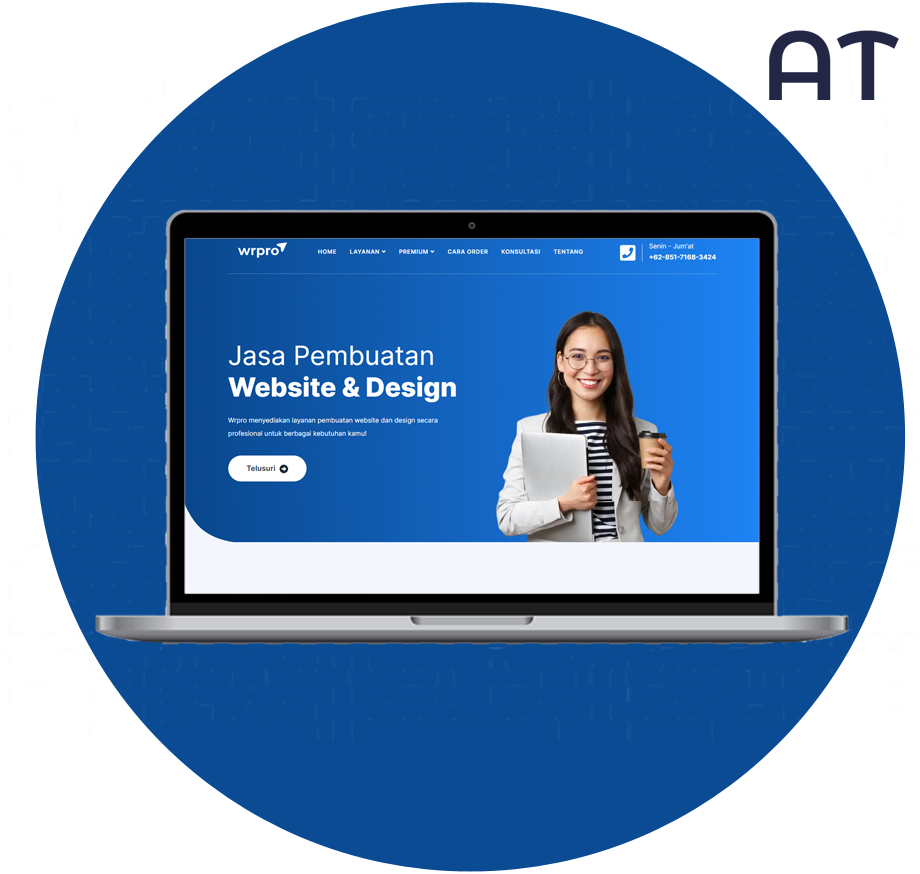 AT
wrpro
HOME LAYANAN PREMIUM CARA ORDER KONSULTASI TENTANG
Senin - Jum'at
+62-851-7168-3424
Jasa Pembuatan
Website & Design
Wrpro menyediakan layanan pembuatan website dan design secara
profesional untuk berbagai kebutuhan kamu!
Telusuri